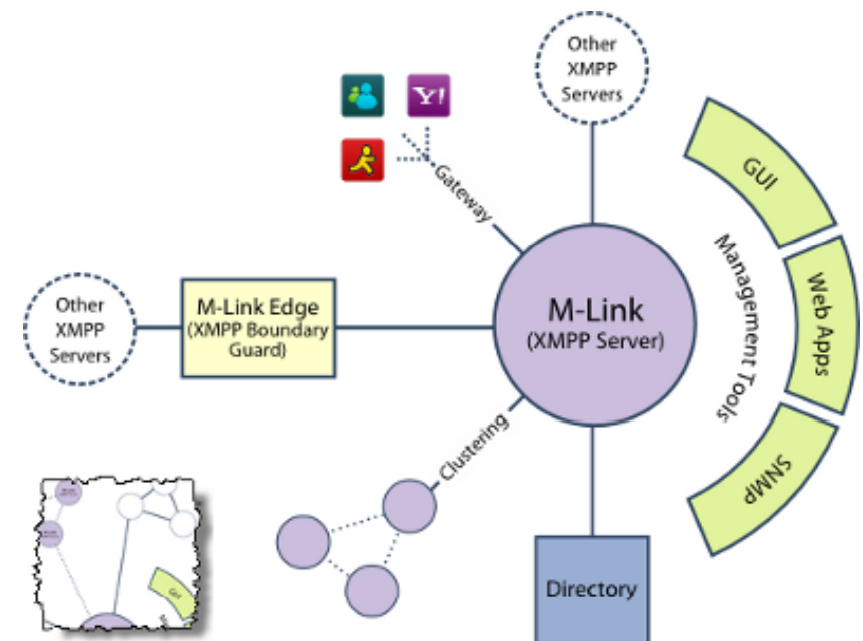 Other
XMPP
Servers
Y!
Gateway
GUI
Web Apps
SNMP
Management Tools
M-Link
(XMPP Server)
Other
XMPP
Servers
M-Link Edge
(XMPP Boundary
Guard)
Clustering
Directory
GUI